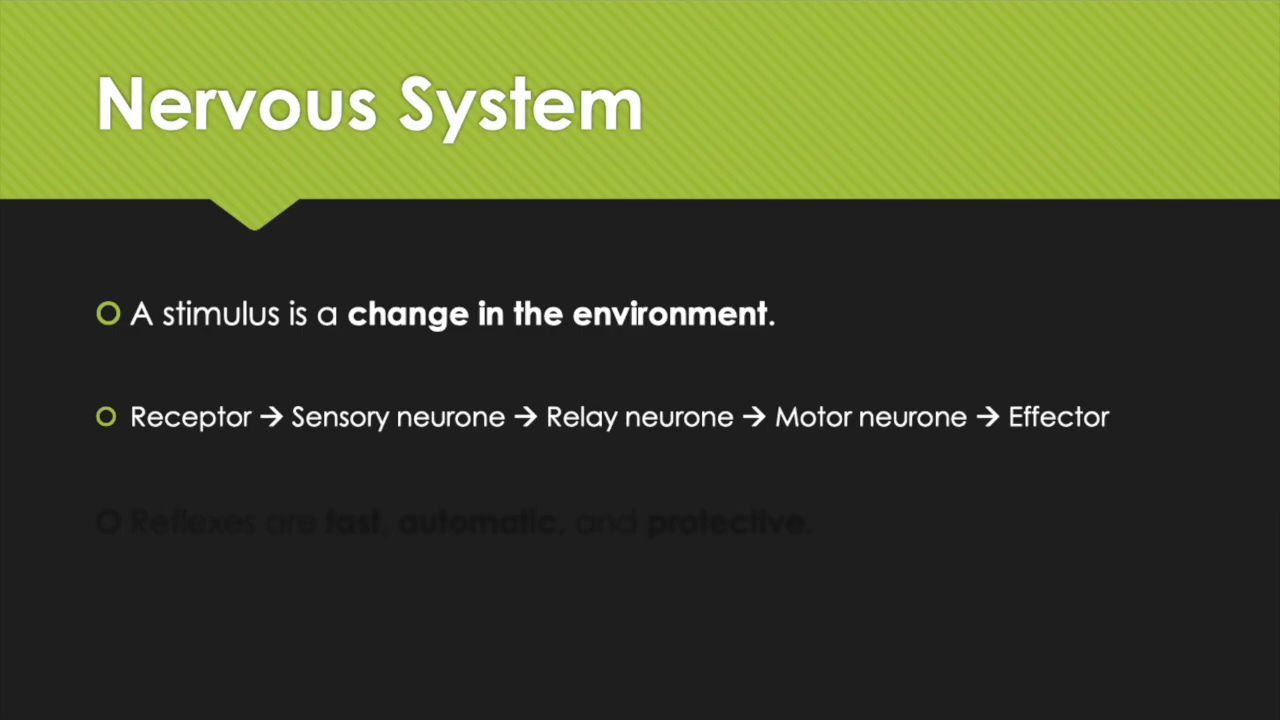 Nervous System
A stimulus is a change in the environment.
Receptor → Sensory neurone → Relay neurone → Motor neurone → Effector
Reflexes are fast, automatic, and protective.